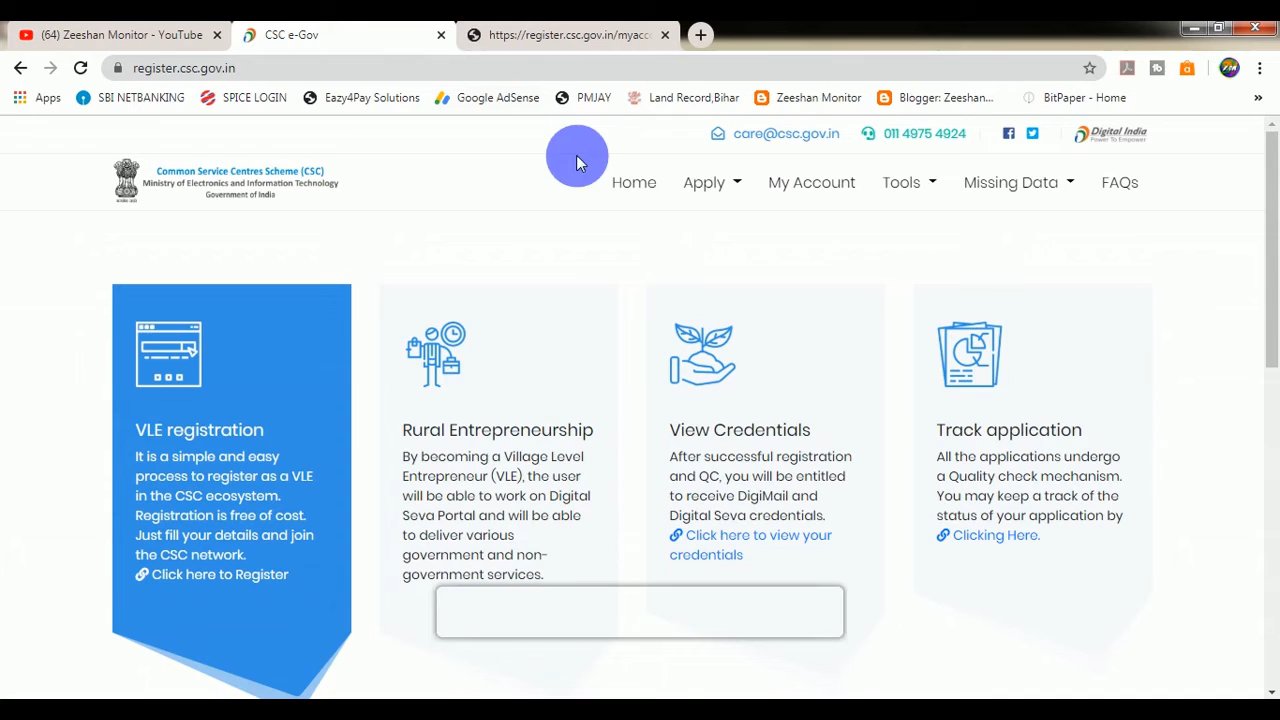 (64) Zeeshan Monitor - YouTube
CSC e-Gov
https://register.csc.gov.in/myacc
register.csc.gov.in
Apps
SBI NETBANKING
SPICE LOGIN
Eazy4Pay Solutions
Google AdSense
PMJAY
Land Record,Bihar
Zeeshan Monitor
Blogger: Zeeshan...
BitPaper - Home
»
care@csc.gov.in
011 4975 4924
Digital India
Power To Empower
Common Service Centres Scheme (CSC)
Ministry of Electronics and Information Technology
Government of India
Home
Apply
My Account
Tools
Missing Data
FAQs
VLE registration
It is a simple and easy
process to register as a VLE
in the CSC ecosystem.
Registration is free of cost.
Just fill your details and join
the CSC network.
Click here to Register
Rural Entrepreneurship
By becoming a Village Level
Entrepreneur (VLE), the user
will be able to work on Digital
Seva Portal and will be able
to deliver various
government and non-
government services.
View Credentials
After successful registration
and QC, you will be entitled
to receive DigiMail and
Digital Seva credentials.
Click here to view your
credentials
Track application
All the applications undergo
a Quality check mechanism.
You may keep a track of the
status of your application by
Clicking Here.